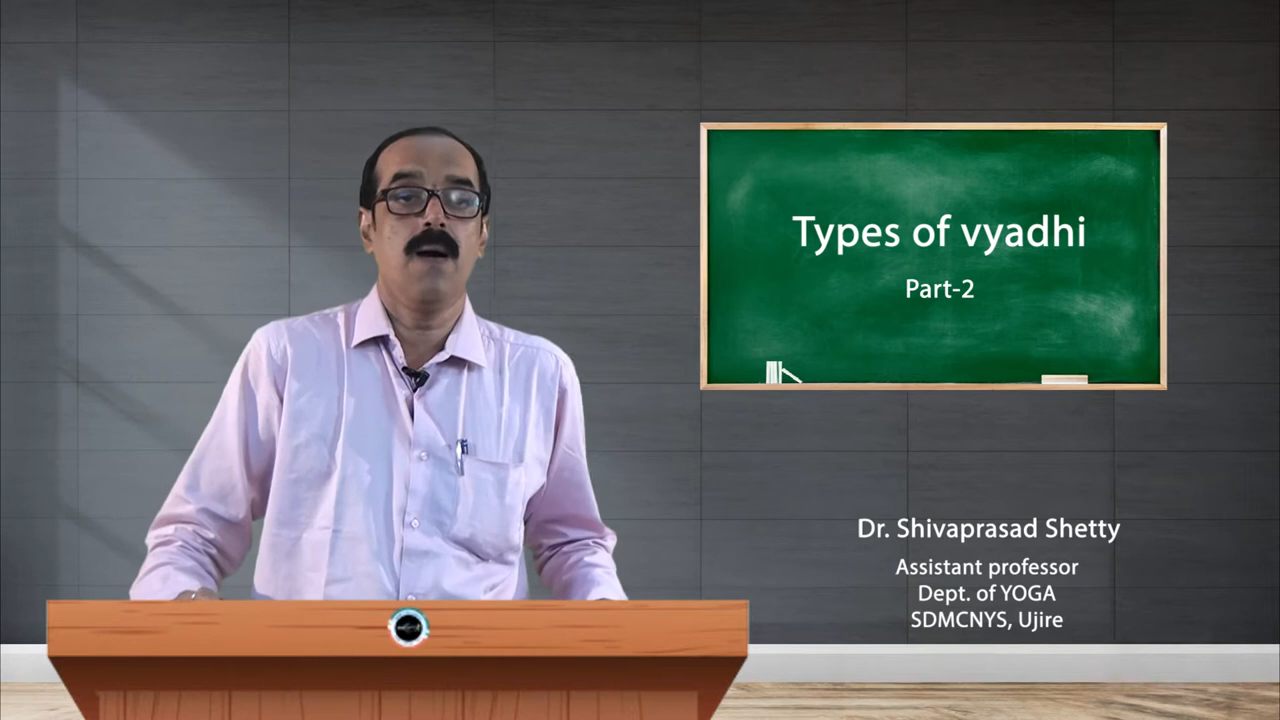 Types of vyadhi
Part-2
Dr. Shivaprasad Shetty
Assistant professor
Dept. of YOGA
SDMCNYS, Ujire